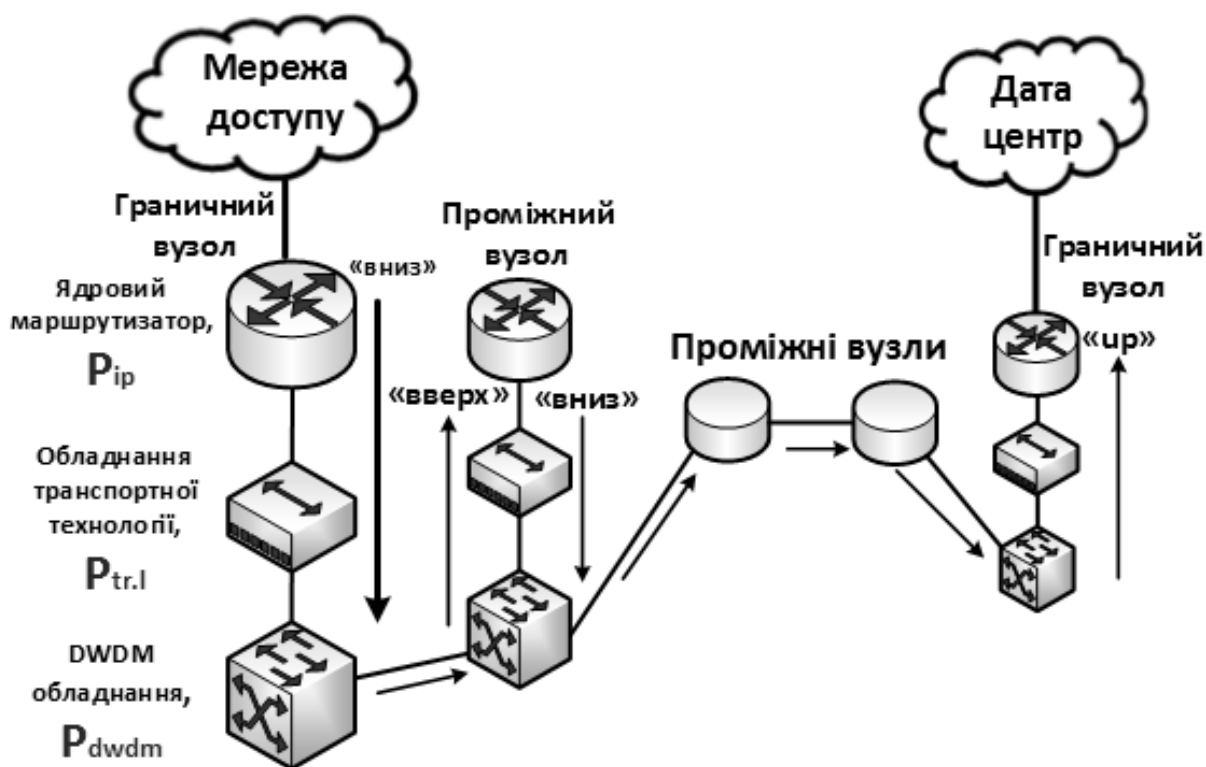 Мережа
доступу
Дата
центр
Граничний
вузол
Проміжний
вузол
Граничний
вузол
«вниз»
Ядровий
маршрутизатор,
Pip
«up»
Проміжні вузли
«вверх»
«вниз»
Обладнання
транспортної
технології,
Ptr.l
DWDM
обладнання,
Pdwdm